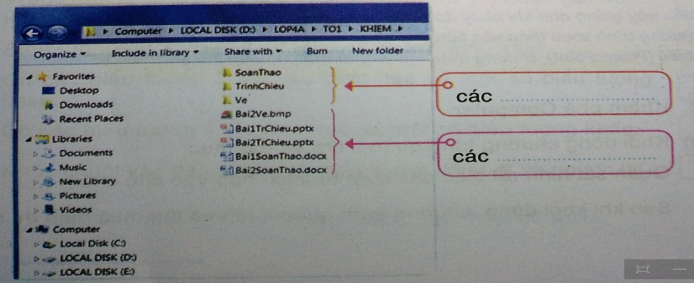 Computer ▸ LOCAL DISK (D:) ▸ LOP4A ▸ TO1 ▸ KHIEM ▸
Organize Include in library Share with Burn New folder
Favorites
Desktop
Downloads
Recent Places
Libraries
Documents
Music
New Library
Pictures
Videos
Computer
Local Disk (C:)
LOCAL DISK (D:)
LOCAL DISK (E:)
SoanThao
TrinhChieu
Ve
Bai2Ve.bmp
Bai1TrChieu.pptx
Bai2TrChieu.pptx
Bai1SoanThao.docx
Bai2SoanThao.docx
các ........................
các ........................